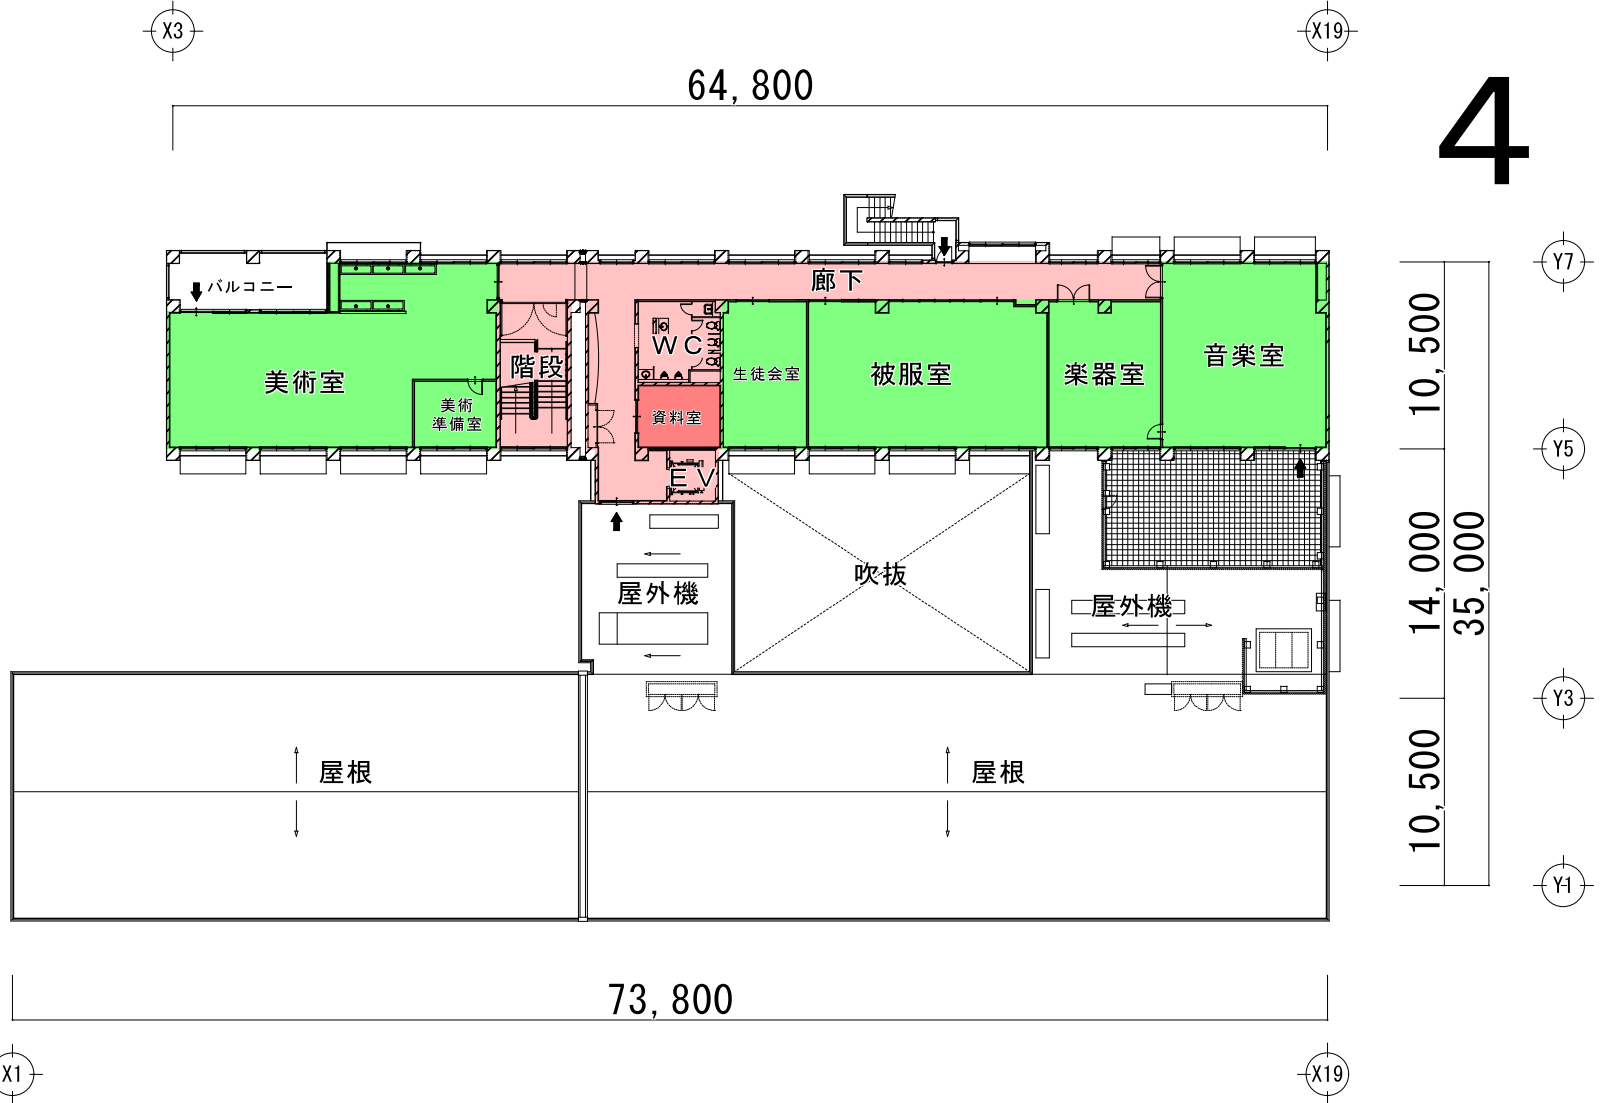 X3
X19
64,800
4
バルコニー
廊下
Y7
美術室
美術
準備室
階段
WC
資料室
EV
生徒会室
被服室
楽器室
音楽室
10,500
Y5
屋外機
吹抜
屋外機
14,000
35,000
Y3
屋根
屋根
10,500
Y1
73,800
X1
X19